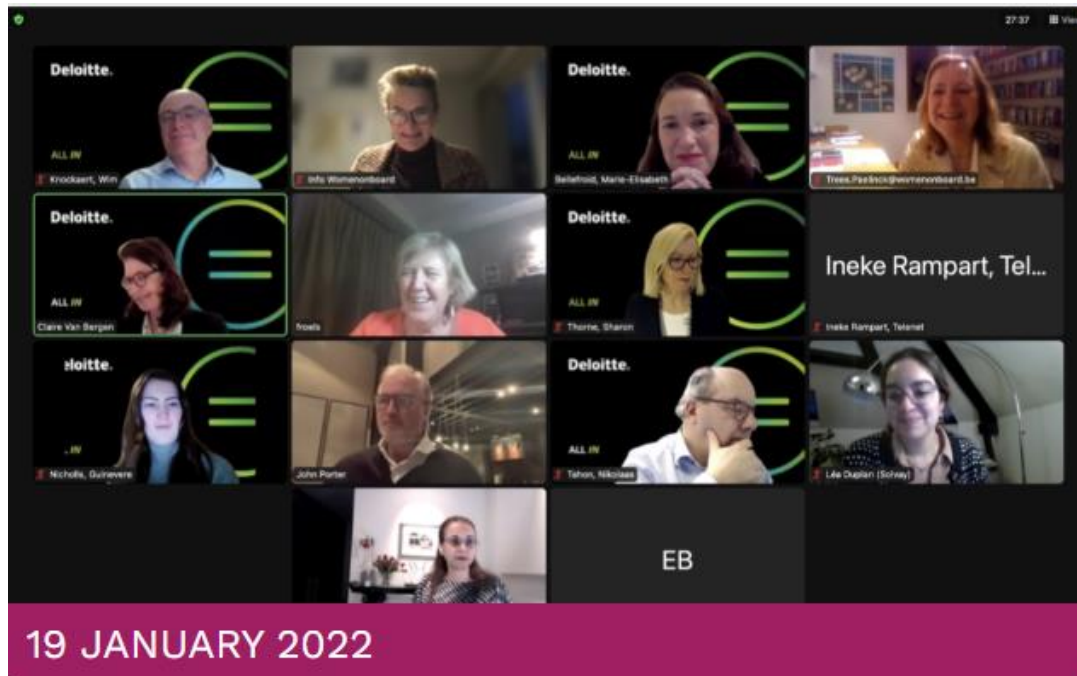 27:37 View
Deloitte.
ALL IN
Knockaert, Wim
Info Womenonboard
Deloitte.
ALL IN
Bellefroid, Marie-Elisabeth
Trees.Paelinck@womenonboard.be
Deloitte.
ALL IN
Claire Van Bergen
froels
Deloitte.
ALL IN
Thorne, Sharon
Ineke Rampart, Tel...
Ineke Rampart, Telenet
eloitte.
IN
Nicholls, Guinevere
John Porter
Deloitte.
ALL IN
Tahon, Nikolaas
Léa Duplan (Solvay)
EB
19 JANUARY 2022